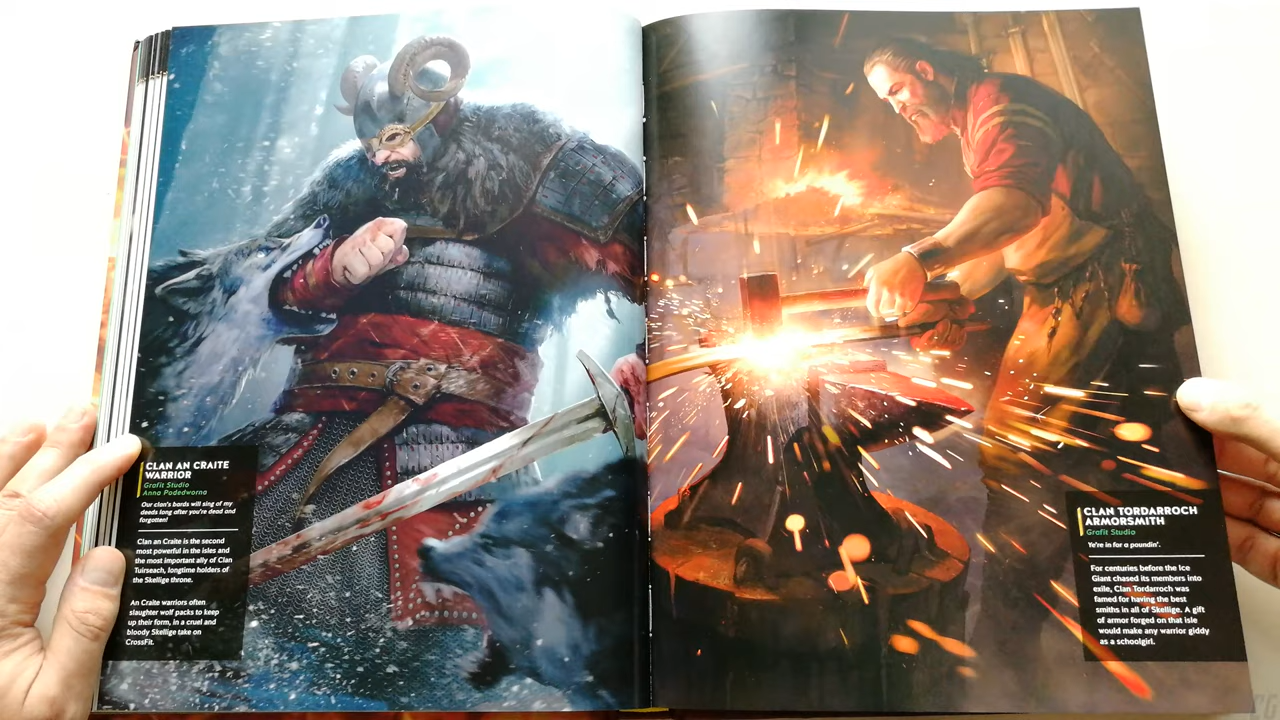 CLAN AN CRAITE
WARRIOR
Grafit Studio
Anna Podedworna
Our clan's bards will sing of my
deeds long after you're dead and
forgotten!
Clan an Craite is the second
most powerful in the isles and
the most important ally of Clan
Tuirseach, longtime holders of
the Skellige throne.
An Craite warriors often
slaughter wolf packs to keep
up their form, in a cruel and
bloody Skellige take on
CrossFit.
CLAN TORDARROCH
ARMORSMITH
Grafit Studio
Ye're in for a poundin'.
For centuries before the Ice
Giant chased its members into
exile, Clan Tordarroch was
famed for having the best
smiths in all of Skellige. A gift
of armor forged on that isle
would make any warrior giddy
as a schoolgirl.